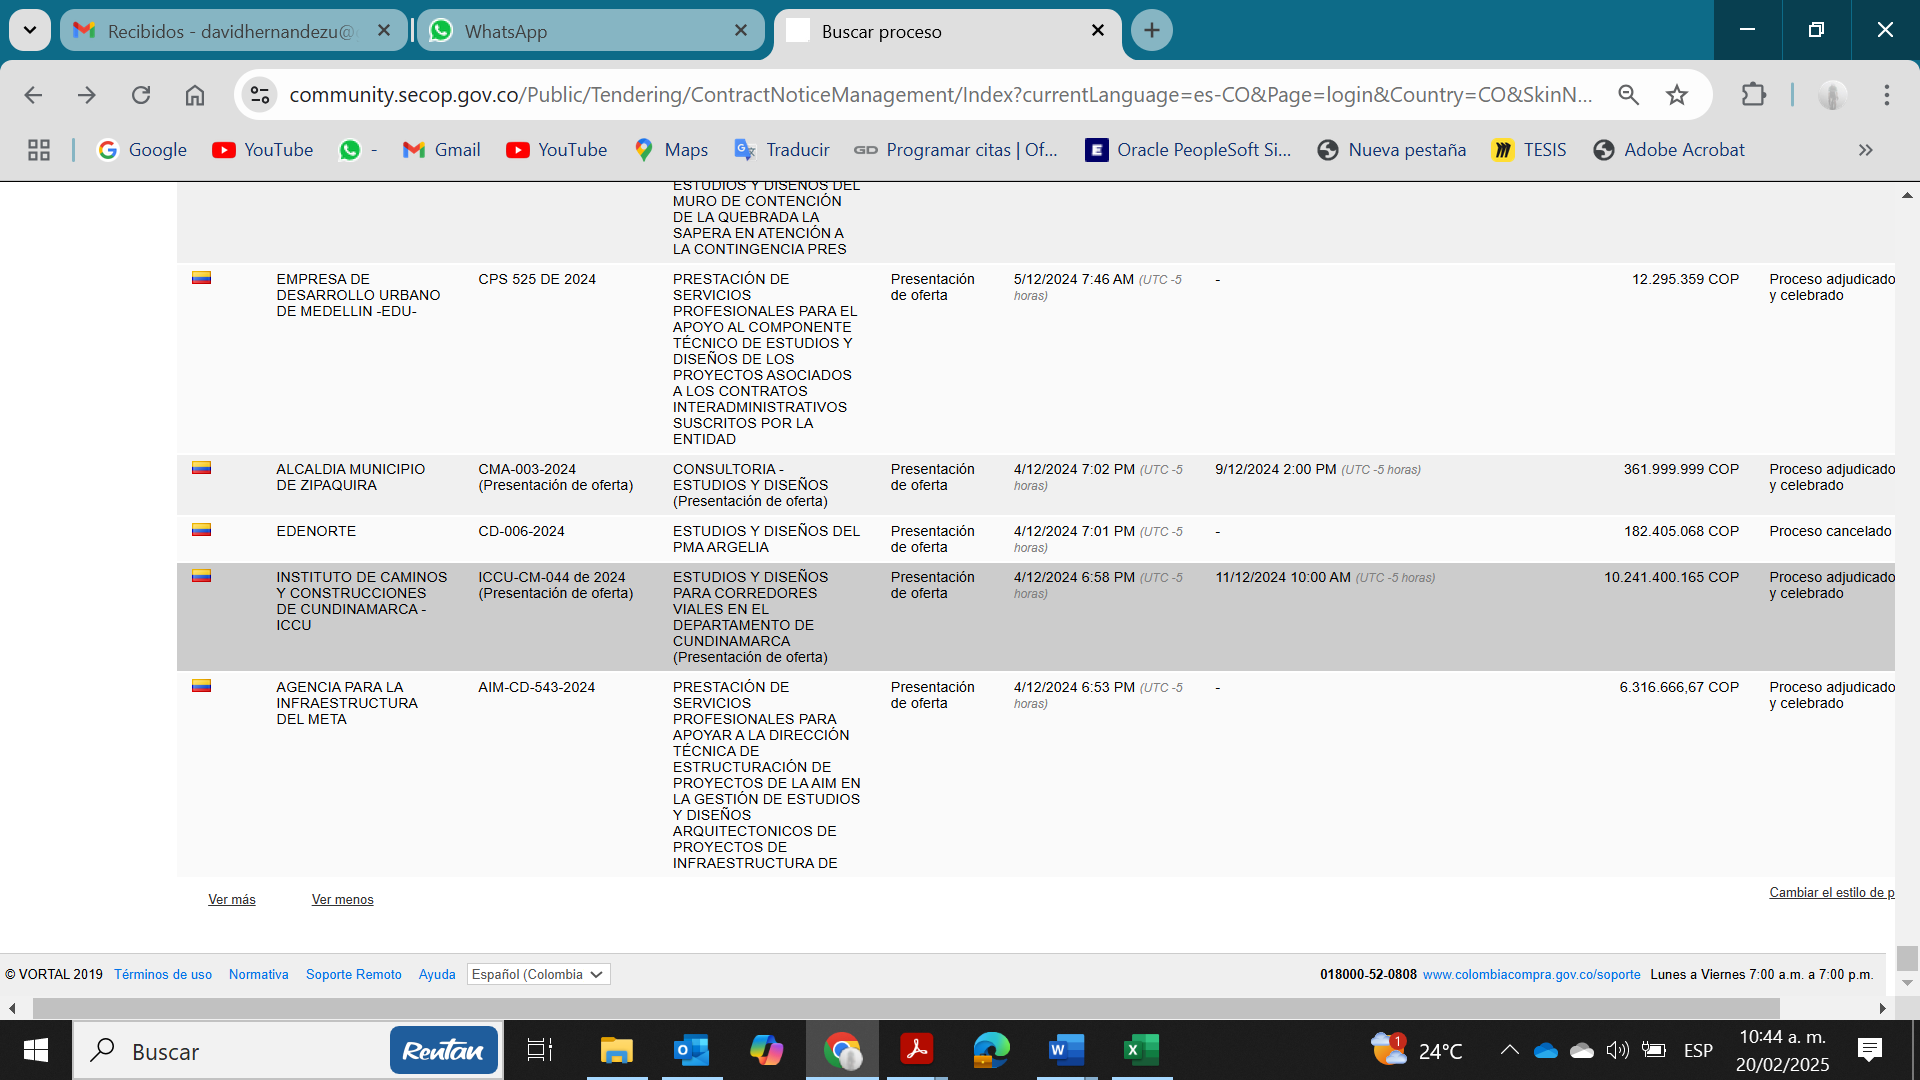 Recibidos - davidhernandezu@
WhatsApp
Buscar proceso
community.secop.gov.co/Public/Tendering/ContractNoticeManagement/Index?currentLanguage=es-CO&Page=login&Country=CO&SkinN...
Google
YouTube
-
Gmail
YouTube
Maps
Traducir
GD Programar citas | Of...
E Oracle PeopleSoft Si...
Nueva pestaña
TESIS
Adobe Acrobat
ESTUDIOS Y DISEÑOS DEL
MURO DE CONTENCIÓN
DE LA QUEBRADA LA
SAPERA EN ATENCIÓN A
LA CONTINGENCIA PRES
EMPRESA DE
DESARROLLO URBANO
DE MEDELLIN -EDU-
CPS 525 DE 2024
PRESTACIÓN DE
SERVICIOS
PROFESIONALES PARA EL
APOYO AL COMPONENTE
TÉCNICO DE ESTUDIOS Y
DISEÑOS DE LOS
PROYECTOS ASOCIADOS
A LOS CONTRATOS
INTERADMINISTRATIVOS
SUSCRITOS POR LA
ENTIDAD
Presentación
de oferta
5/12/2024 7:46 AM (UTC -5
horas)
-
12.295.359 COP
Proceso adjudicado
y celebrado
ALCALDIA MUNICIPIO
DE ZIPAQUIRA
CMA-003-2024
(Presentación de oferta)
CONSULTORIA -
ESTUDIOS Y DISEÑOS
(Presentación de oferta)
Presentación
de oferta
4/12/2024 7:02 PM (UTC -5
horas)
9/12/2024 2:00 PM (UTC -5 horas)
361.999.999 COP
Proceso adjudicado
y celebrado
EDENORTE
CD-006-2024
ESTUDIOS Y DISEÑOS DEL
PMA ARGELIA
Presentación
de oferta
4/12/2024 7:01 PM (UTC -5
horas)
-
182.405.068 COP
Proceso cancelado
INSTITUTO DE CAMINOS
Y CONSTRUCCIONES
DE CUNDINAMARCA -
ICCU
ICCU-CM-044 de 2024
(Presentación de oferta)
ESTUDIOS Y DISEÑOS
PARA CORREDORES
VIALES EN EL
DEPARTAMENTO DE
CUNDINAMARCA
(Presentación de oferta)
Presentación
de oferta
4/12/2024 6:58 PM (UTC -5
horas)
11/12/2024 10:00 AM (UTC -5 horas)
10.241.400.165 COP
Proceso adjudicado
y celebrado
AGENCIA PARA LA
INFRAESTRUCTURA
DEL META
AIM-CD-543-2024
PRESTACIÓN DE
SERVICIOS
PROFESIONALES PARA
APOYAR A LA DIRECCIÓN
TÉCNICA DE
ESTRUCTURACIÓN DE
PROYECTOS DE LA AIM EN
LA GESTIÓN DE ESTUDIOS
Y DISEÑOS
ARQUITECTONICOS DE
PROYECTOS DE
INFRAESTRUCTURA DE
Presentación
de oferta
4/12/2024 6:53 PM (UTC -5
horas)
-
6.316.666,67 COP
Proceso adjudicado
y celebrado
Ver más
Ver menos
Cambiar el estilo de p
© VORTAL 2019 Términos de uso Normativa Soporte Remoto Ayuda Español (Colombia
018000-52-0808 www.colombiacompra.gov.co/soporte Lunes a Viernes 7:00 a.m. a 7:00 p.m.
Buscar
Rentan
1
24°C
ESP
10:44 a. m.
20/02/2025